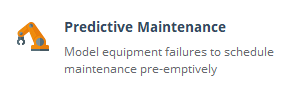 Predictive Maintenance
Model equipment failures to schedule
maintenance pre-emptively